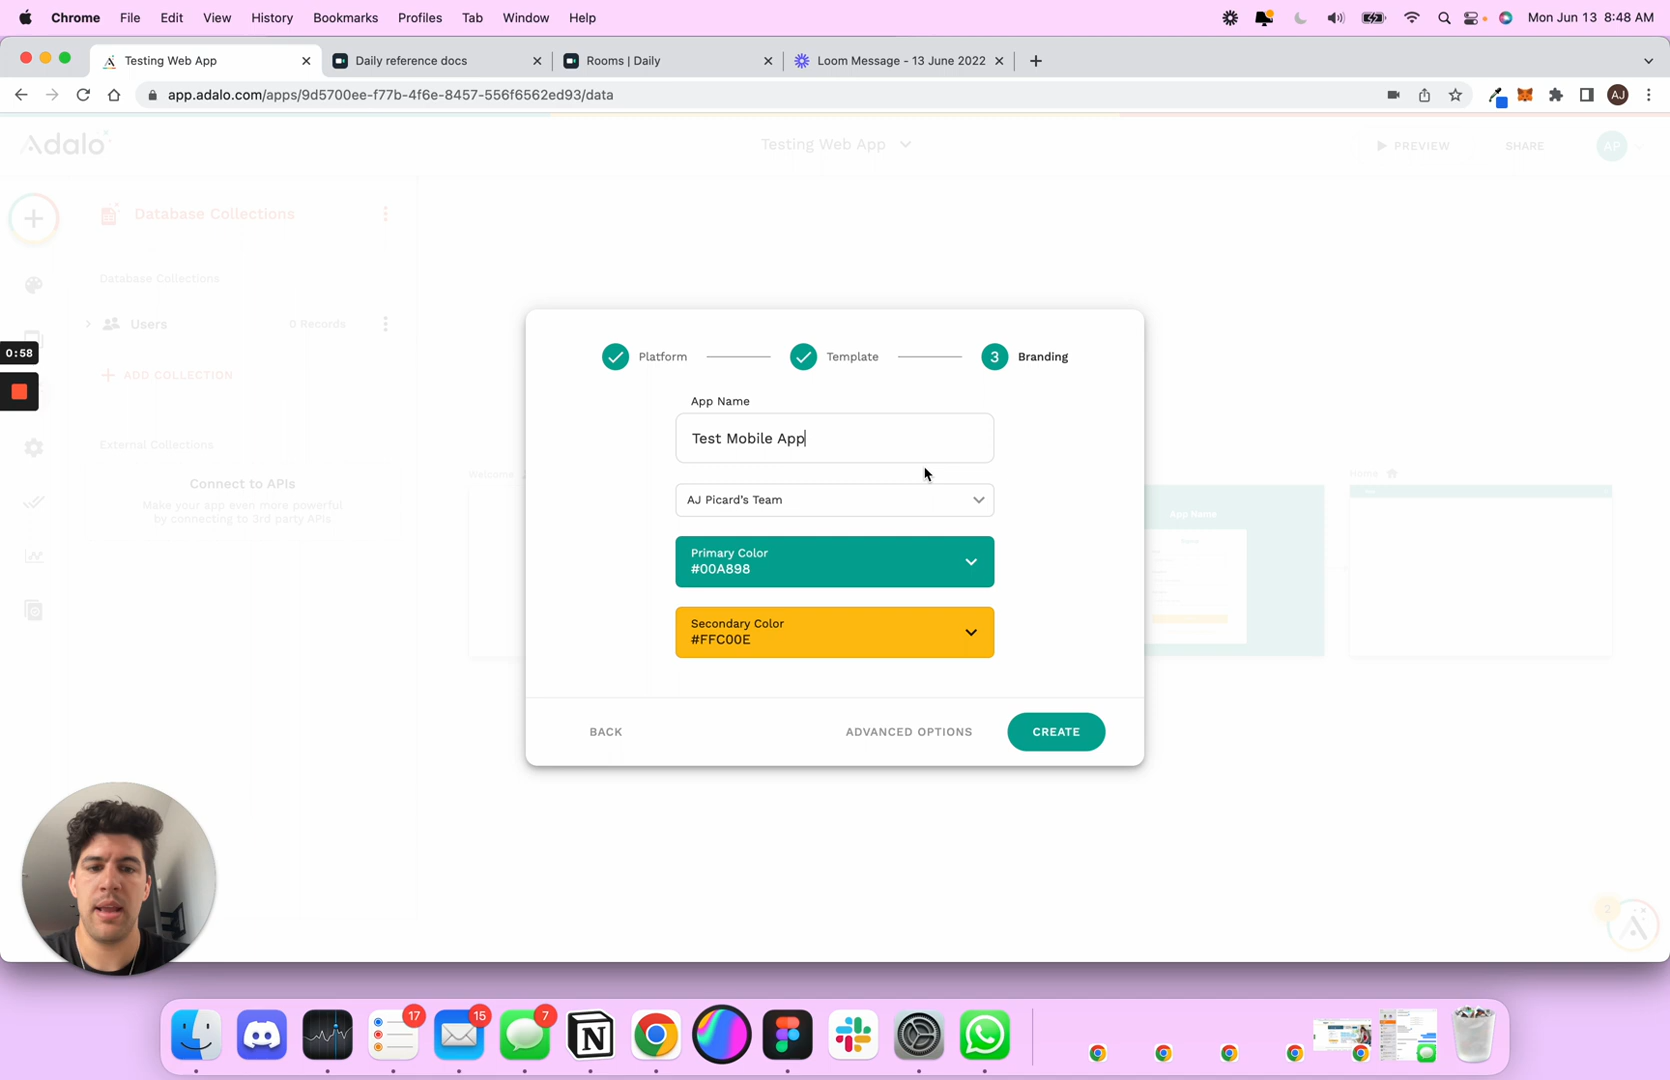 Chrome File Edit View History Bookmarks Profiles Tab Window Help Mon Jun 13 8:48 AM
Testing Web App Daily reference docs Rooms | Daily Loom Message - 13 June 2022
app.adalo.com/apps/9d5700ee-f77b-4f6e-8457-556f6562ed93/data AJ
Adalo Testing Web App PREVIEW SHARE AP
Database Collections
Database Collections
Users 0 Records
ADD COLLECTION
External Collections
Connect to APIs
Make your app even more powerful
by connecting to 3rd party APIs
0:58
Platform Template 3 Branding
App Name
Test Mobile App
AJ Picard's Team
Primary Color
#00A898
Secondary Color
#FFC00E
BACK ADVANCED OPTIONS CREATE
Welcome
Home
App Name
2
17 15 7